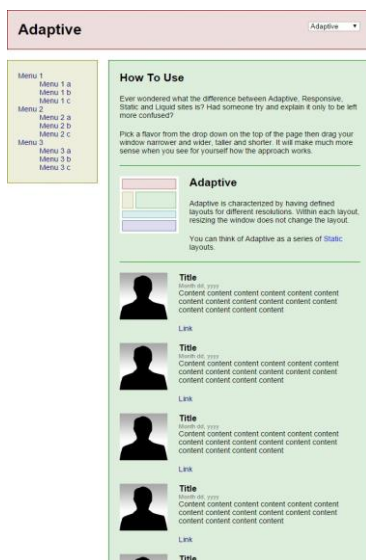 Adaptive
Adaptive
Menu 1
Menu 1 a
Menu 1 b
Menu 1 c
Menu 2
Menu 2 a
Menu 2 b
Menu 2 c
Menu 3
Menu 3 a
Menu 3 b
Menu 3 c
How To Use
Ever wondered what the difference between Adaptive, Responsive,
Static and Liquid sites is? Had someone try and explain it only to be left
more confused?
Pick a flavor from the drop down on the top of the page then drag your
window narrower and wider, taller and shorter. It will make much more
sense when you see for yourself how the approach works.
Adaptive
Adaptive is characterized by having defined
layouts for different resolutions. Within each layout,
resizing the window does not change the layout.
You can think of Adaptive as a series of Static
layouts.
Title
Month dd, yyyy
Content content content content content content
content content content content content content
content content content content
Link
Title
Month dd, yyyy
Content content content content content content
content content content content content content
content content content content
Link
Title
Month dd, yyyy
Content content content content content content
content content content content content content
content content content content
Link
Title
Month dd, yyyy
Content content content content content content
content content content content content content
content content content content
Link
Title